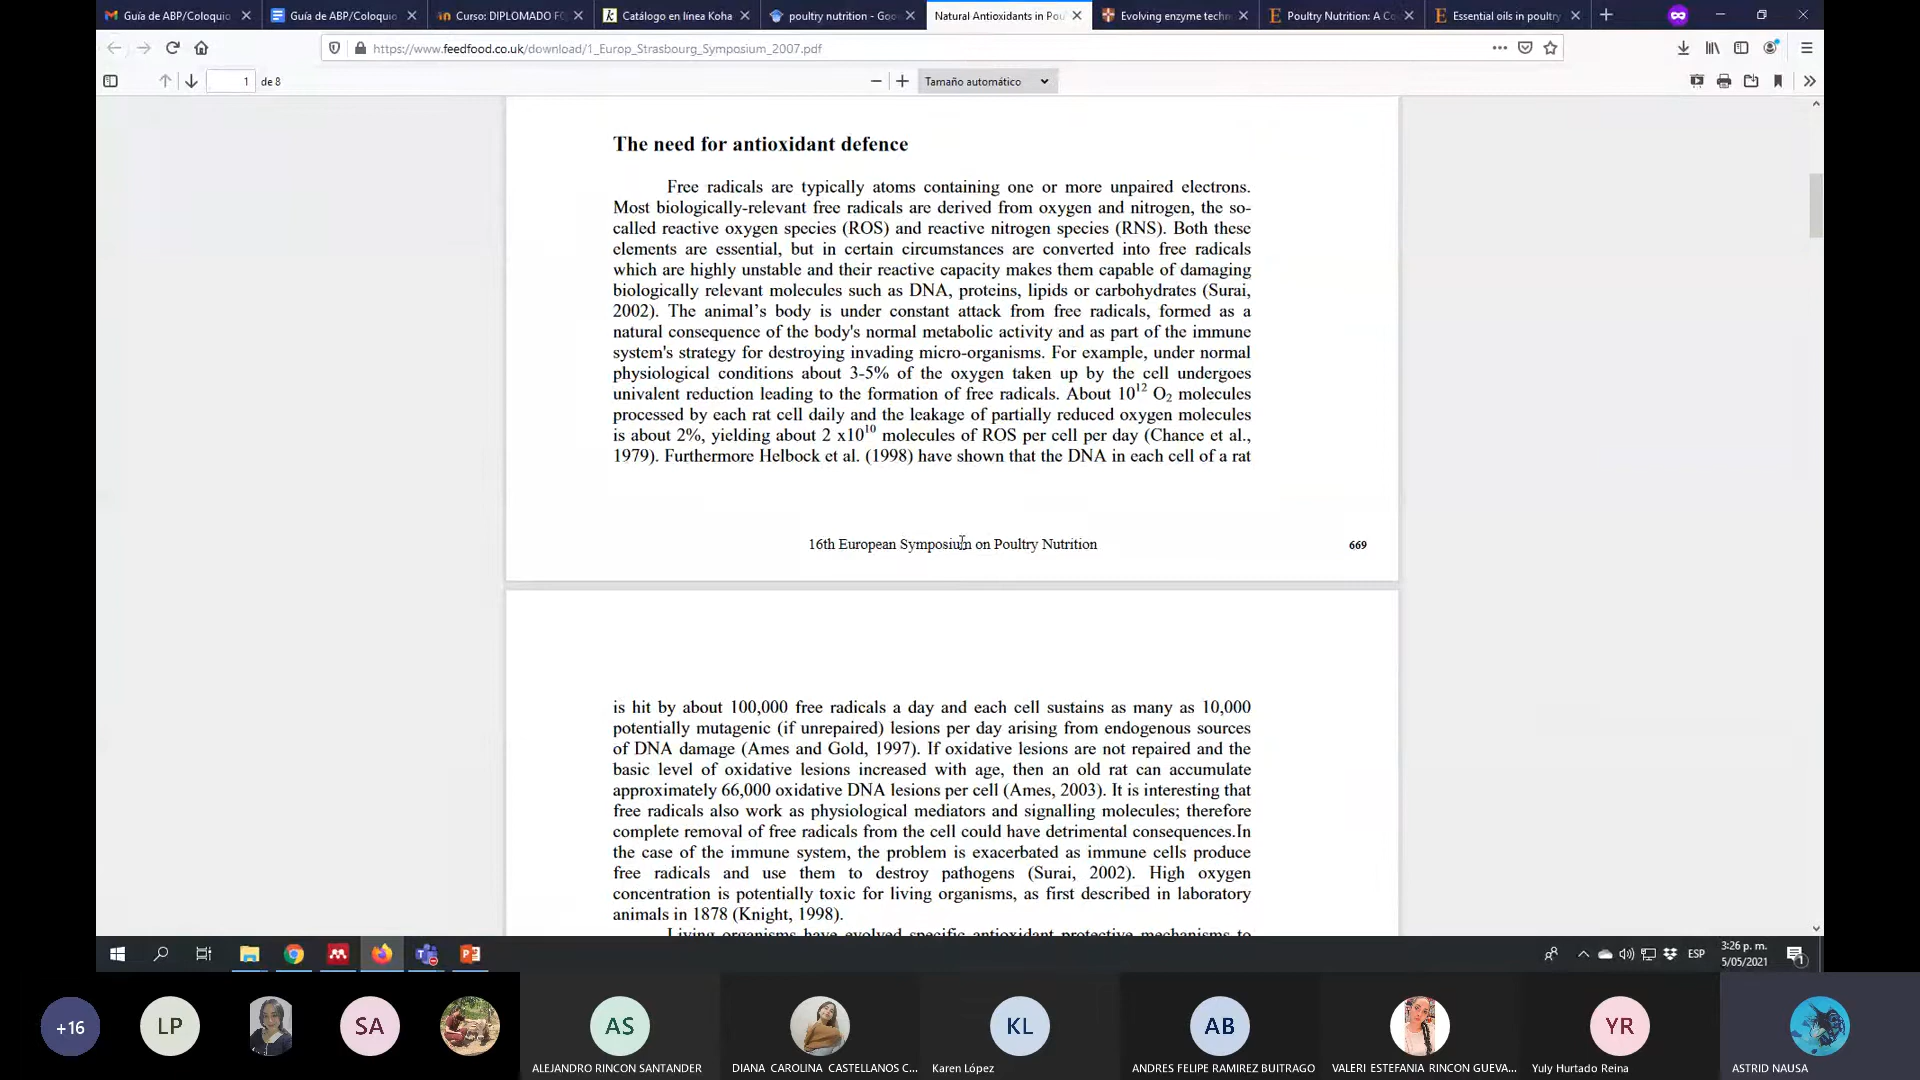 Guía de ABP/Coloquio
Guía de ABP/Coloquio
Curso: DIPLOMADO FO
Catálogo en línea Koha
poultry nutrition - Goo
Natural Antioxidants in Poul
Evolving enzyme techn
Poultry Nutrition: A Co
Essential oils in poultry
https://www.feedfood.co.uk/download/1_Europ_Strasbourg_Symposium_2007.pdf
1 de 8
Tamaño automático
The need for antioxidant defence
Free radicals are typically atoms containing one or more unpaired electrons.
Most biologically-relevant free radicals are derived from oxygen and nitrogen, the so-
called reactive oxygen species (ROS) and reactive nitrogen species (RNS). Both these
elements are essential, but in certain circumstances are converted into free radicals
which are highly unstable and their reactive capacity makes them capable of damaging
biologically relevant molecules such as DNA, proteins, lipids or carbohydrates (Surai,
2002). The animal's body is under constant attack from free radicals, formed as a
natural consequence of the body's normal metabolic activity and as part of the immune
system's strategy for destroying invading micro-organisms. For example, under normal
physiological conditions about 3-5% of the oxygen taken up by the cell undergoes
univalent reduction leading to the formation of free radicals. About 10¹² O₂ molecules
processed by each rat cell daily and the leakage of partially reduced oxygen molecules
is about 2%, yielding about 2 x10¹⁰ molecules of ROS per cell per day (Chance et al.,
1979). Furthermore Helbock et al. (1998) have shown that the DNA in each cell of a rat
16th European Symposium on Poultry Nutrition
669
is hit by about 100,000 free radicals a day and each cell sustains as many as 10,000
potentially mutagenic (if unrepaired) lesions per day arising from endogenous sources
of DNA damage (Ames and Gold, 1997). If oxidative lesions are not repaired and the
basic level of oxidative lesions increased with age, then an old rat can accumulate
approximately 66,000 oxidative DNA lesions per cell (Ames, 2003). It is interesting that
free radicals also work as physiological mediators and signalling molecules; therefore
complete removal of free radicals from the cell could have detrimental consequences.In
the case of the immune system, the problem is exacerbated as immune cells produce
free radicals and use them to destroy pathogens (Surai, 2002). High oxygen
concentration is potentially toxic for living organisms, as first described in laboratory
animals in 1878 (Knight, 1998).
Living organisms have evolved specific antioxidant protective mechanisms to
ESP
3:26 p. m.
5/05/2021
1
+16
LP
SA
AS
KL
AB
YR
ALEJANDRO RINCON SANTANDER
DIANA CAROLINA CASTELLANOS C...
Karen López
ANDRES FELIPE RAMIREZ BUITRAGO
VALERI ESTEFANIA RINCON GUEVA...
Yuly Hurtado Reina
ASTRID NAUSA